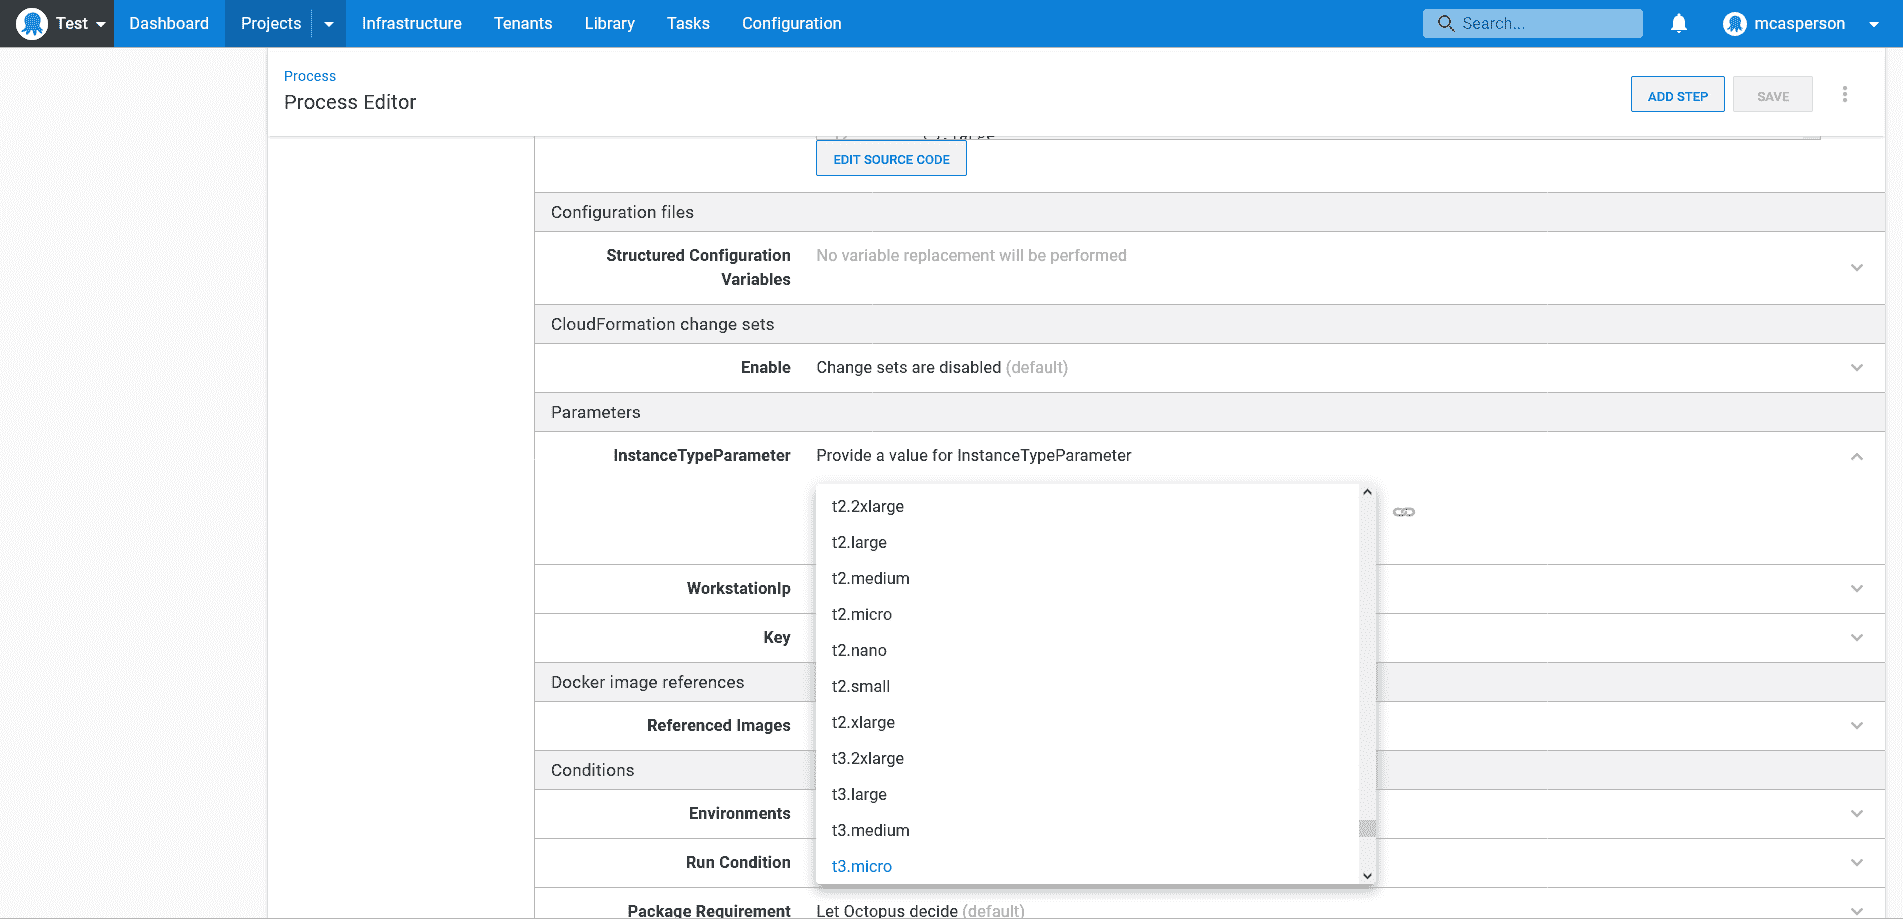 Test
Dashboard
Projects
Infrastructure
Tenants
Library
Tasks
Configuration
Search...
mcasperson
Process
Process Editor
ADD STEP
SAVE
EDIT SOURCE CODE
Configuration files
Structured Configuration
Variables
No variable replacement will be performed
CloudFormation change sets
Enable
Change sets are disabled (default)
Parameters
InstanceTypeParameter
Provide a value for InstanceTypeParameter
t2.2xlarge
t2.large
t2.medium
t2.micro
t2.nano
t2.small
t2.xlarge
t3.2xlarge
t3.large
t3.medium
t3.micro
WorkstationIp
Key
Docker image references
Referenced Images
Conditions
Environments
Run Condition
Package Requirement
Let Octopus decide (default)